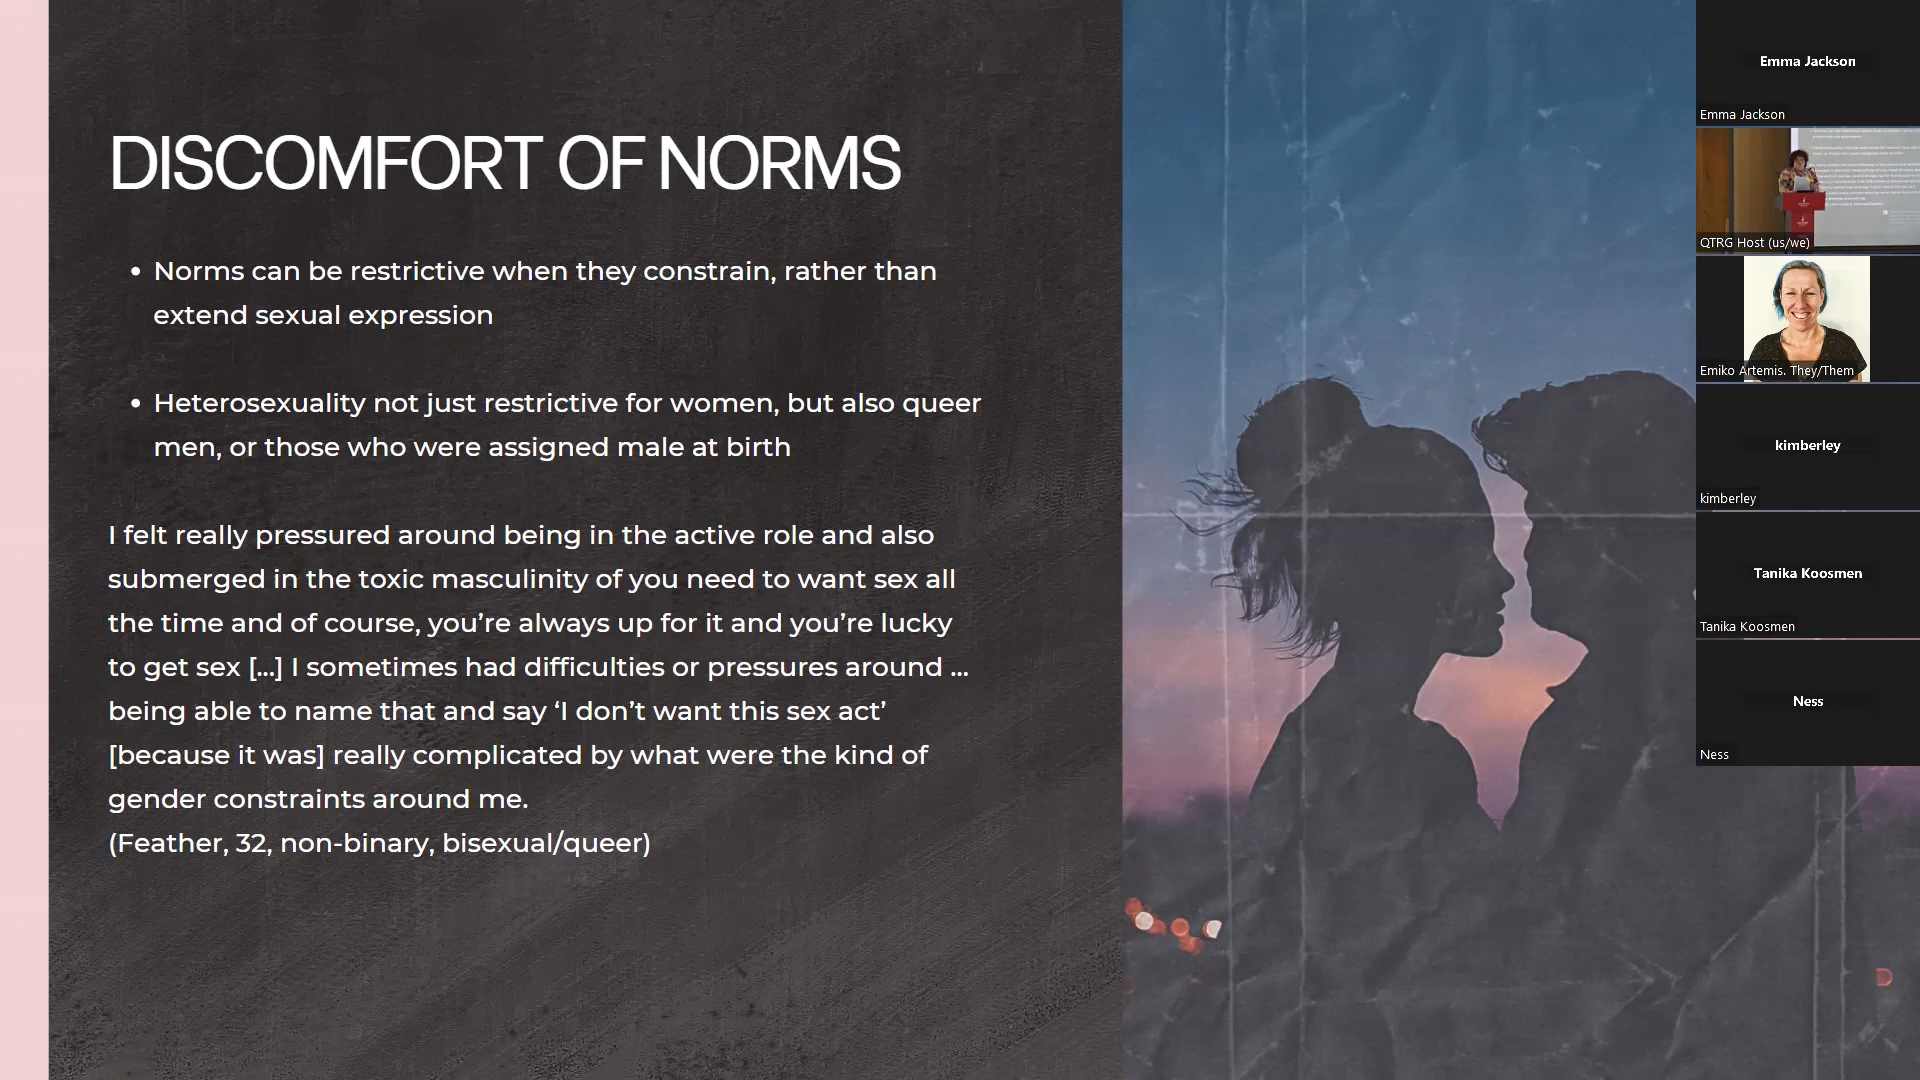 DISCOMFORT OF NORMS
• Norms can be restrictive when they constrain, rather than
extend sexual expression
• Heterosexuality not just restrictive for women, but also queer
men, or those who were assigned male at birth
I felt really pressured around being in the active role and also
submerged in the toxic masculinity of you need to want sex all
the time and of course, you’re always up for it and you’re lucky
to get sex [...] I sometimes had difficulties or pressures around ...
being able to name that and say ‘I don’t want this sex act’
[because it was] really complicated by what were the kind of
gender constraints around me.
(Feather, 32, non-binary, bisexual/queer)
Emma Jackson
Emma Jackson
QTRG Host (us/we)
Emiko Artemis. They/Them
kimberley
kimberley
Tanika Koosmen
Tanika Koosmen
Ness
Ness